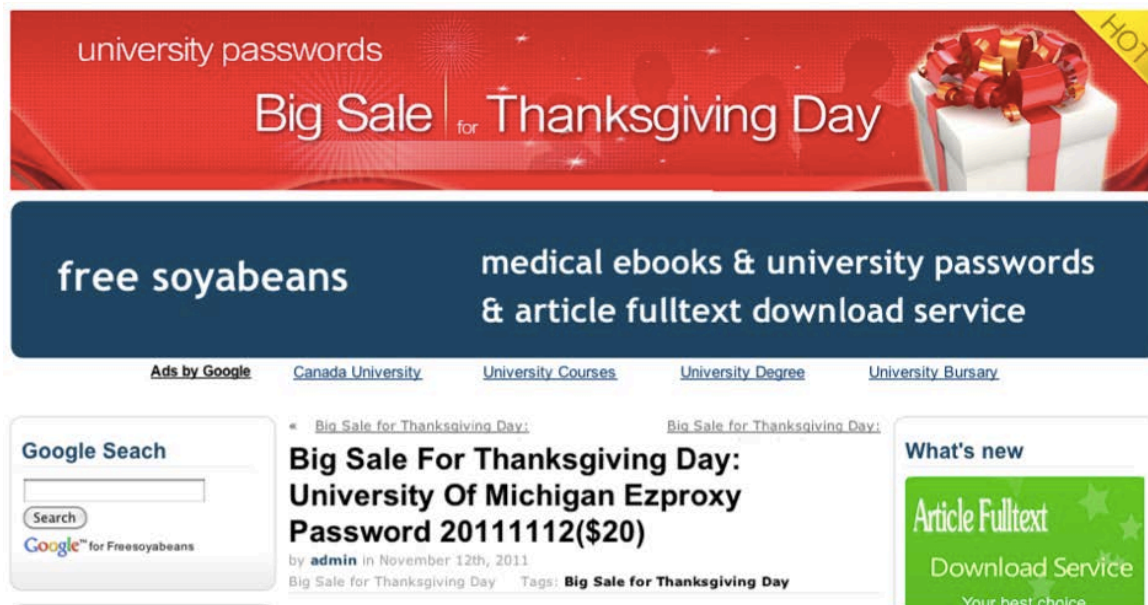 HOT
university passwords
Big Sale for Thanksgiving Day
free soyabeans
medical ebooks & university passwords
& article fulltext download service
Ads by Google Canada University University Courses University Degree University Bursary
Google Seach
Search
Google™ for Freesoyabeans
« Big Sale for Thanksgiving Day: Big Sale for Thanksgiving Day:
Big Sale For Thanksgiving Day:
University Of Michigan Ezproxy
Password 20111112($20)
by admin in November 12th, 2011
Big Sale for Thanksgiving Day Tags: Big Sale for Thanksgiving Day
What's new
Article Fulltext
Download Service
Your best choice